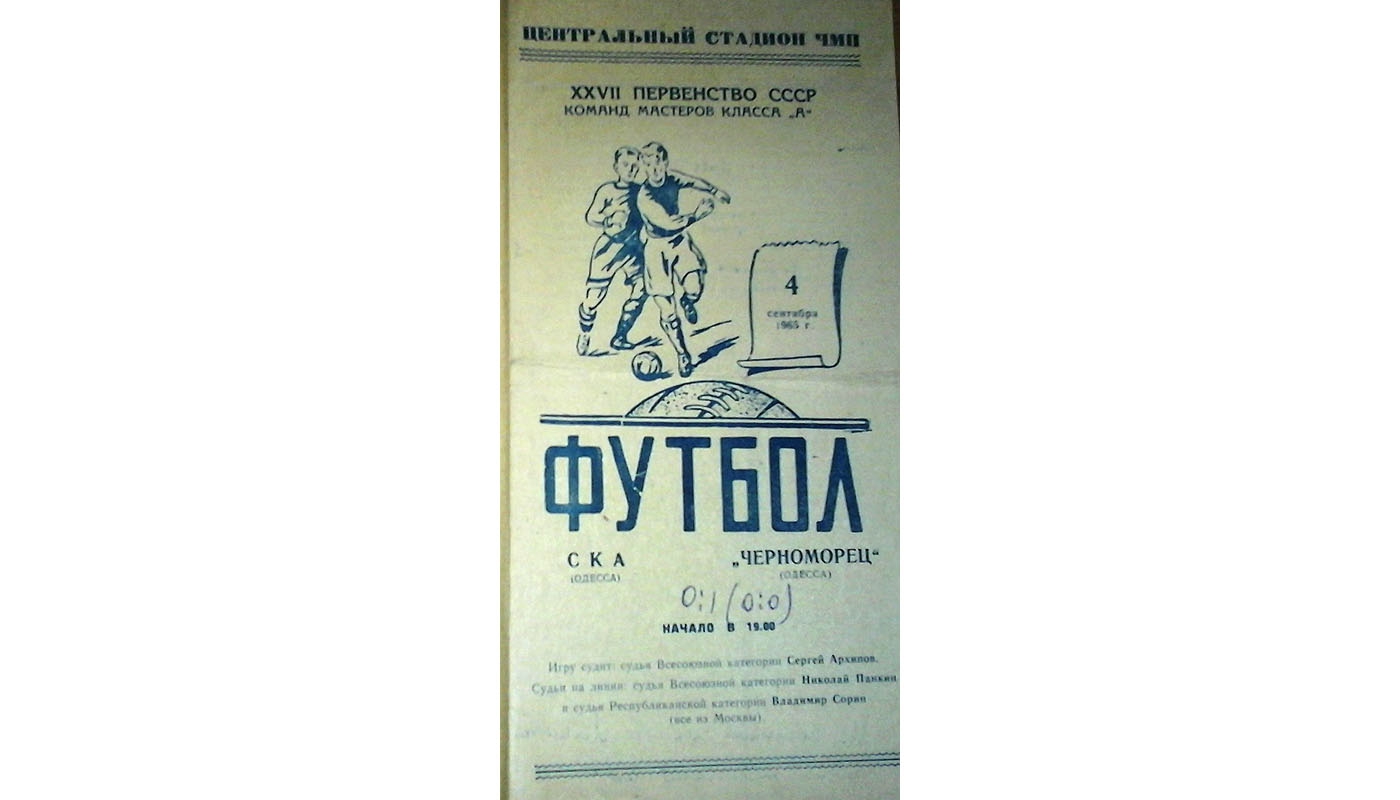 ЦЕНТРАЛЬНЫЙ СТАДИОН ЧМП
XXVII ПЕРВЕНСТВО СССР
КОМАНД МАСТЕРОВ КЛАССА „А“
4
сентября
1965 г.
ФУТБОЛ
СКА „ЧЕРНОМОРЕЦ“
(ОДЕССА) (ОДЕССА)
0:1 (0:0)
НАЧАЛО В 19.00
Игру судит: судья Всесоюзной категории Сергей Архипов.
Судьи на линии: судья Всесоюзной категории Николай Панкин
и судья Республиканской категории Владимир Сорин
(все из Москвы)